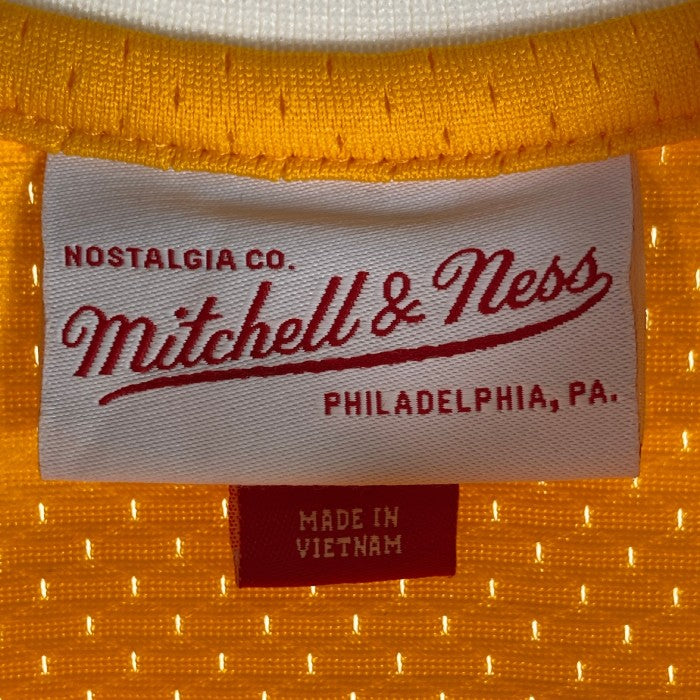 NOSTALGIA CO.
Mitchell & Ness
PHILADELPHIA, PA.
MADE IN
VIETNAM